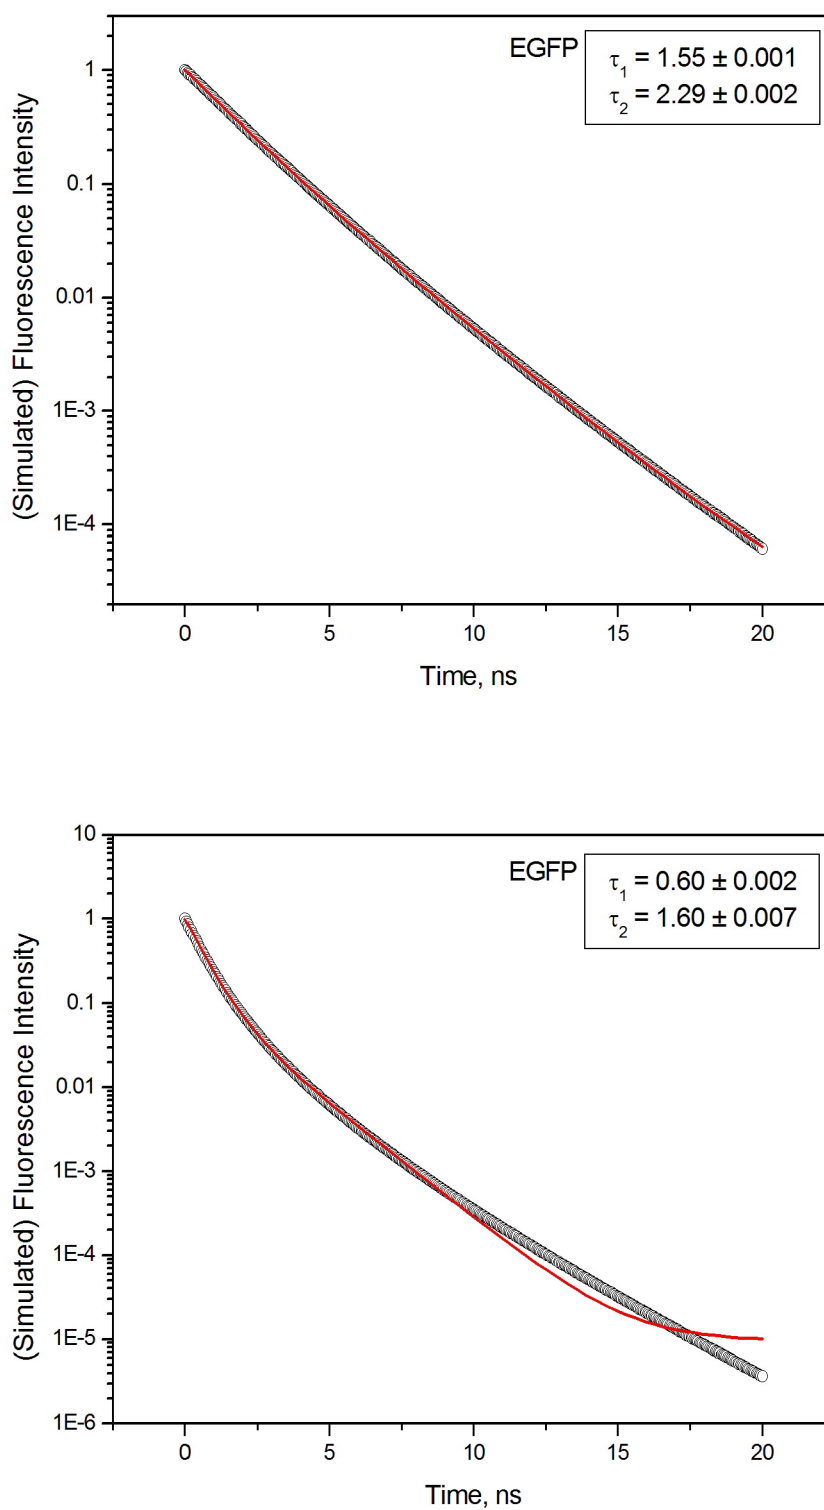 EGFP
τ1 = 1.55 ± 0.001
τ2 = 2.29 ± 0.002
(Simulated) Fluorescence Intensity
1
0.1
0.01
1E-3
1E-4
0 5 10 15 20
Time, ns
EGFP
τ1 = 0.60 ± 0.002
τ2 = 1.60 ± 0.007
(Simulated) Fluorescence Intensity
10
1
0.1
0.01
1E-3
1E-4
1E-5
1E-6
0 5 10 15 20
Time, ns